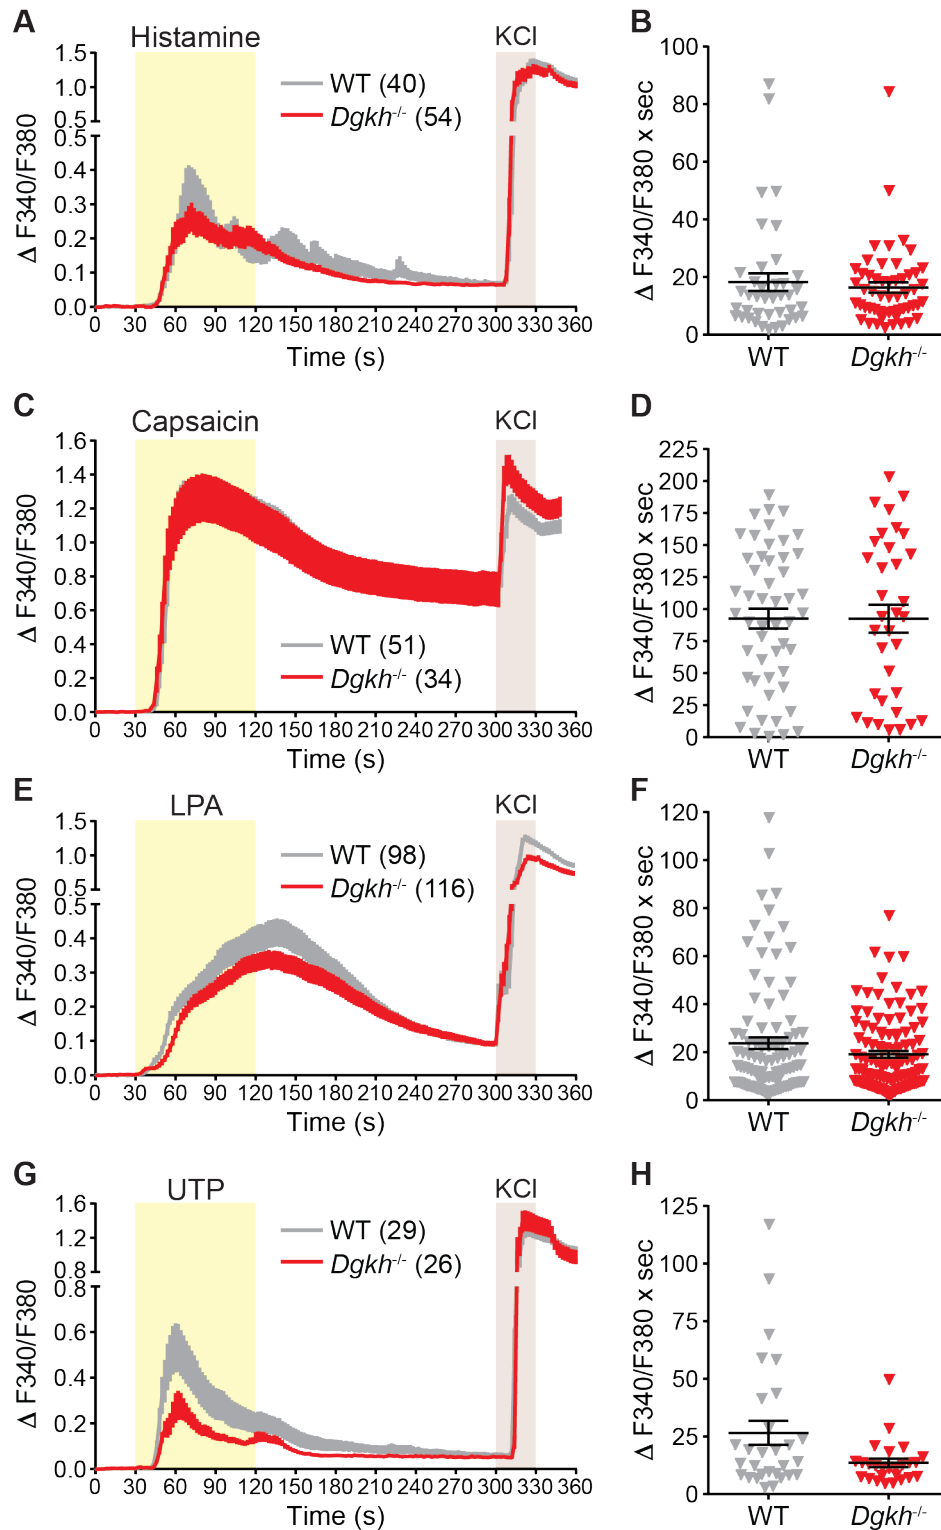 A
Histamine
KCl
1.5
1.0
0.5
0.5
0.4
0.3
0.2
0.1
0.0
Δ F340/F380
WT (40)
Dgkh-/- (54)
0 30 60 90 120 150 180 210 240 270 300 330 360
Time (s)
B
100
80
60
40
20
0
Δ F340/F380 x sec
WT Dgkh-/-
C
Capsaicin
KCl
1.6
1.4
1.2
1.0
0.8
0.6
0.4
0.2
0.0
Δ F340/F380
WT (51)
Dgkh-/- (34)
0 30 60 90 120 150 180 210 240 270 300 330 360
Time (s)
D
225
200
175
150
125
100
75
50
25
0
Δ F340/F380 x sec
WT Dgkh-/-
E
LPA
KCl
1.5
1.0
0.5
0.5
0.4
0.3
0.2
0.1
0.0
Δ F340/F380
WT (98)
Dgkh-/- (116)
0 30 60 90 120 150 180 210 240 270 300 330 360
Time (s)
F
120
100
80
60
40
20
0
Δ F340/F380 x sec
WT Dgkh-/-
G
UTP
KCl
1.6
1.2
0.8
0.8
0.6
0.4
0.2
0.0
Δ F340/F380
WT (29)
Dgkh-/- (26)
0 30 60 90 120 150 180 210 240 270 300 330 360
Time (s)
H
125
100
75
50
25
0
Δ F340/F380 x sec
WT Dgkh-/-